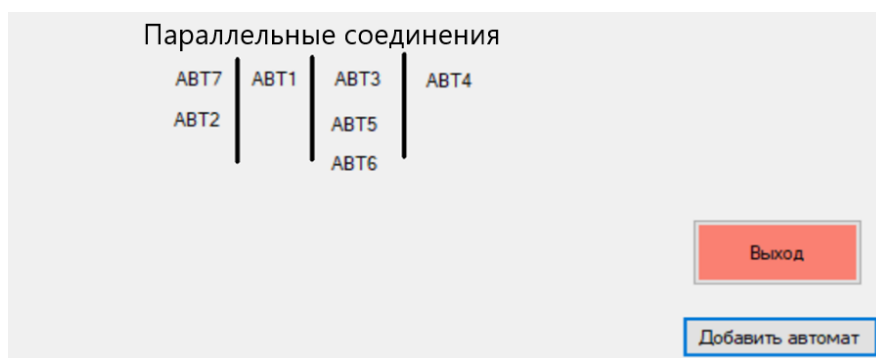 Параллельные соединения
АВТ7 АВТ1 АВТ3 АВТ4
АВТ2 АВТ5
АВТ6
Выход
Добавить автомат